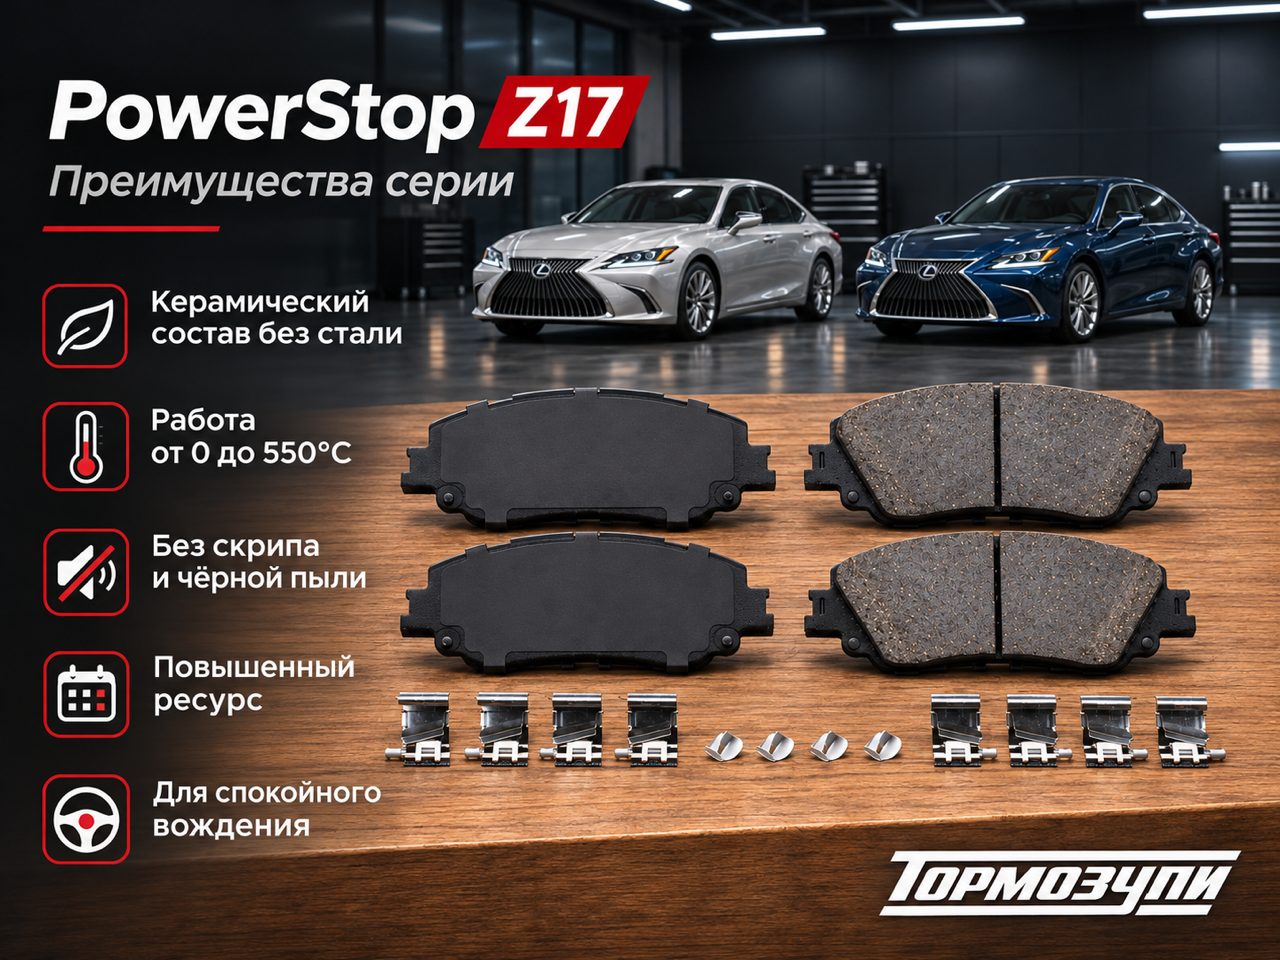 PowerStop Z17
Преимущества серии
Керамический
состав без стали
Работа
от 0 до 550°C
Без скрипа
и чёрной пыли
Повышенный
ресурс
Для спокойного
вождения
ТОРМОЗУПИ